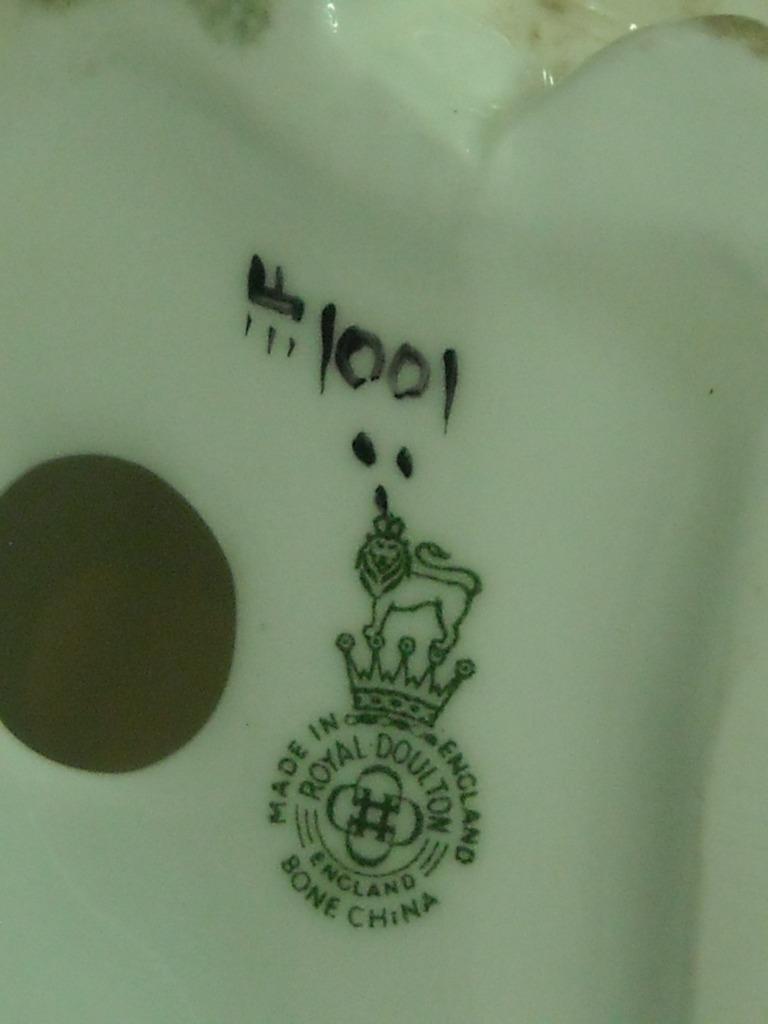 1001
MADE IN ENGLAND
ROYAL DOULTON
ENGLAND
BONE CHINA